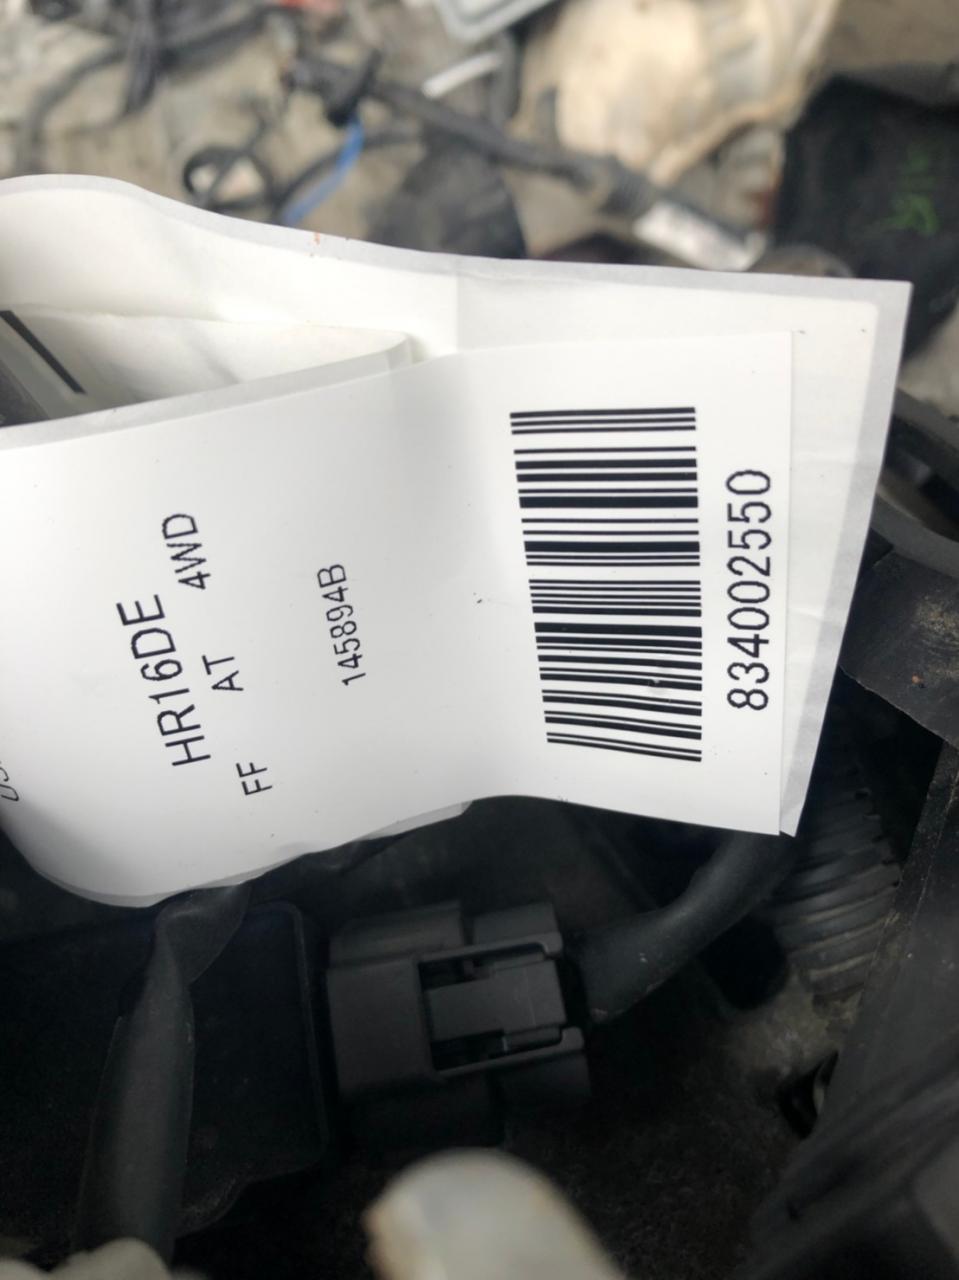 HR16DE
FF AT 4WD
145894B
834002550